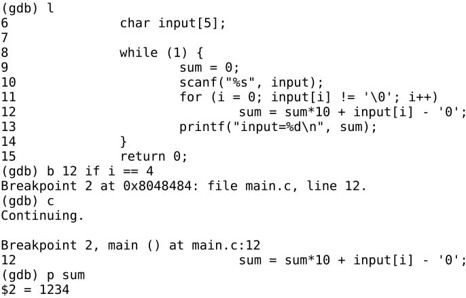 (gdb) l
6 char input[5];
7
8 while (1) {
9 sum = 0;
10 scanf("%s", input);
11 for (i = 0; input[i] != '\0'; i++)
12 sum = sum*10 + input[i] - '0';
13 printf("input=%d\n", sum);
14 }
15 return 0;
(gdb) b 12 if i == 4
Breakpoint 2 at 0x8048484: file main.c, line 12.
(gdb) c
Continuing.
Breakpoint 2, main () at main.c:12
12 sum = sum*10 + input[i] - '0';
(gdb) p sum
$2 = 1234